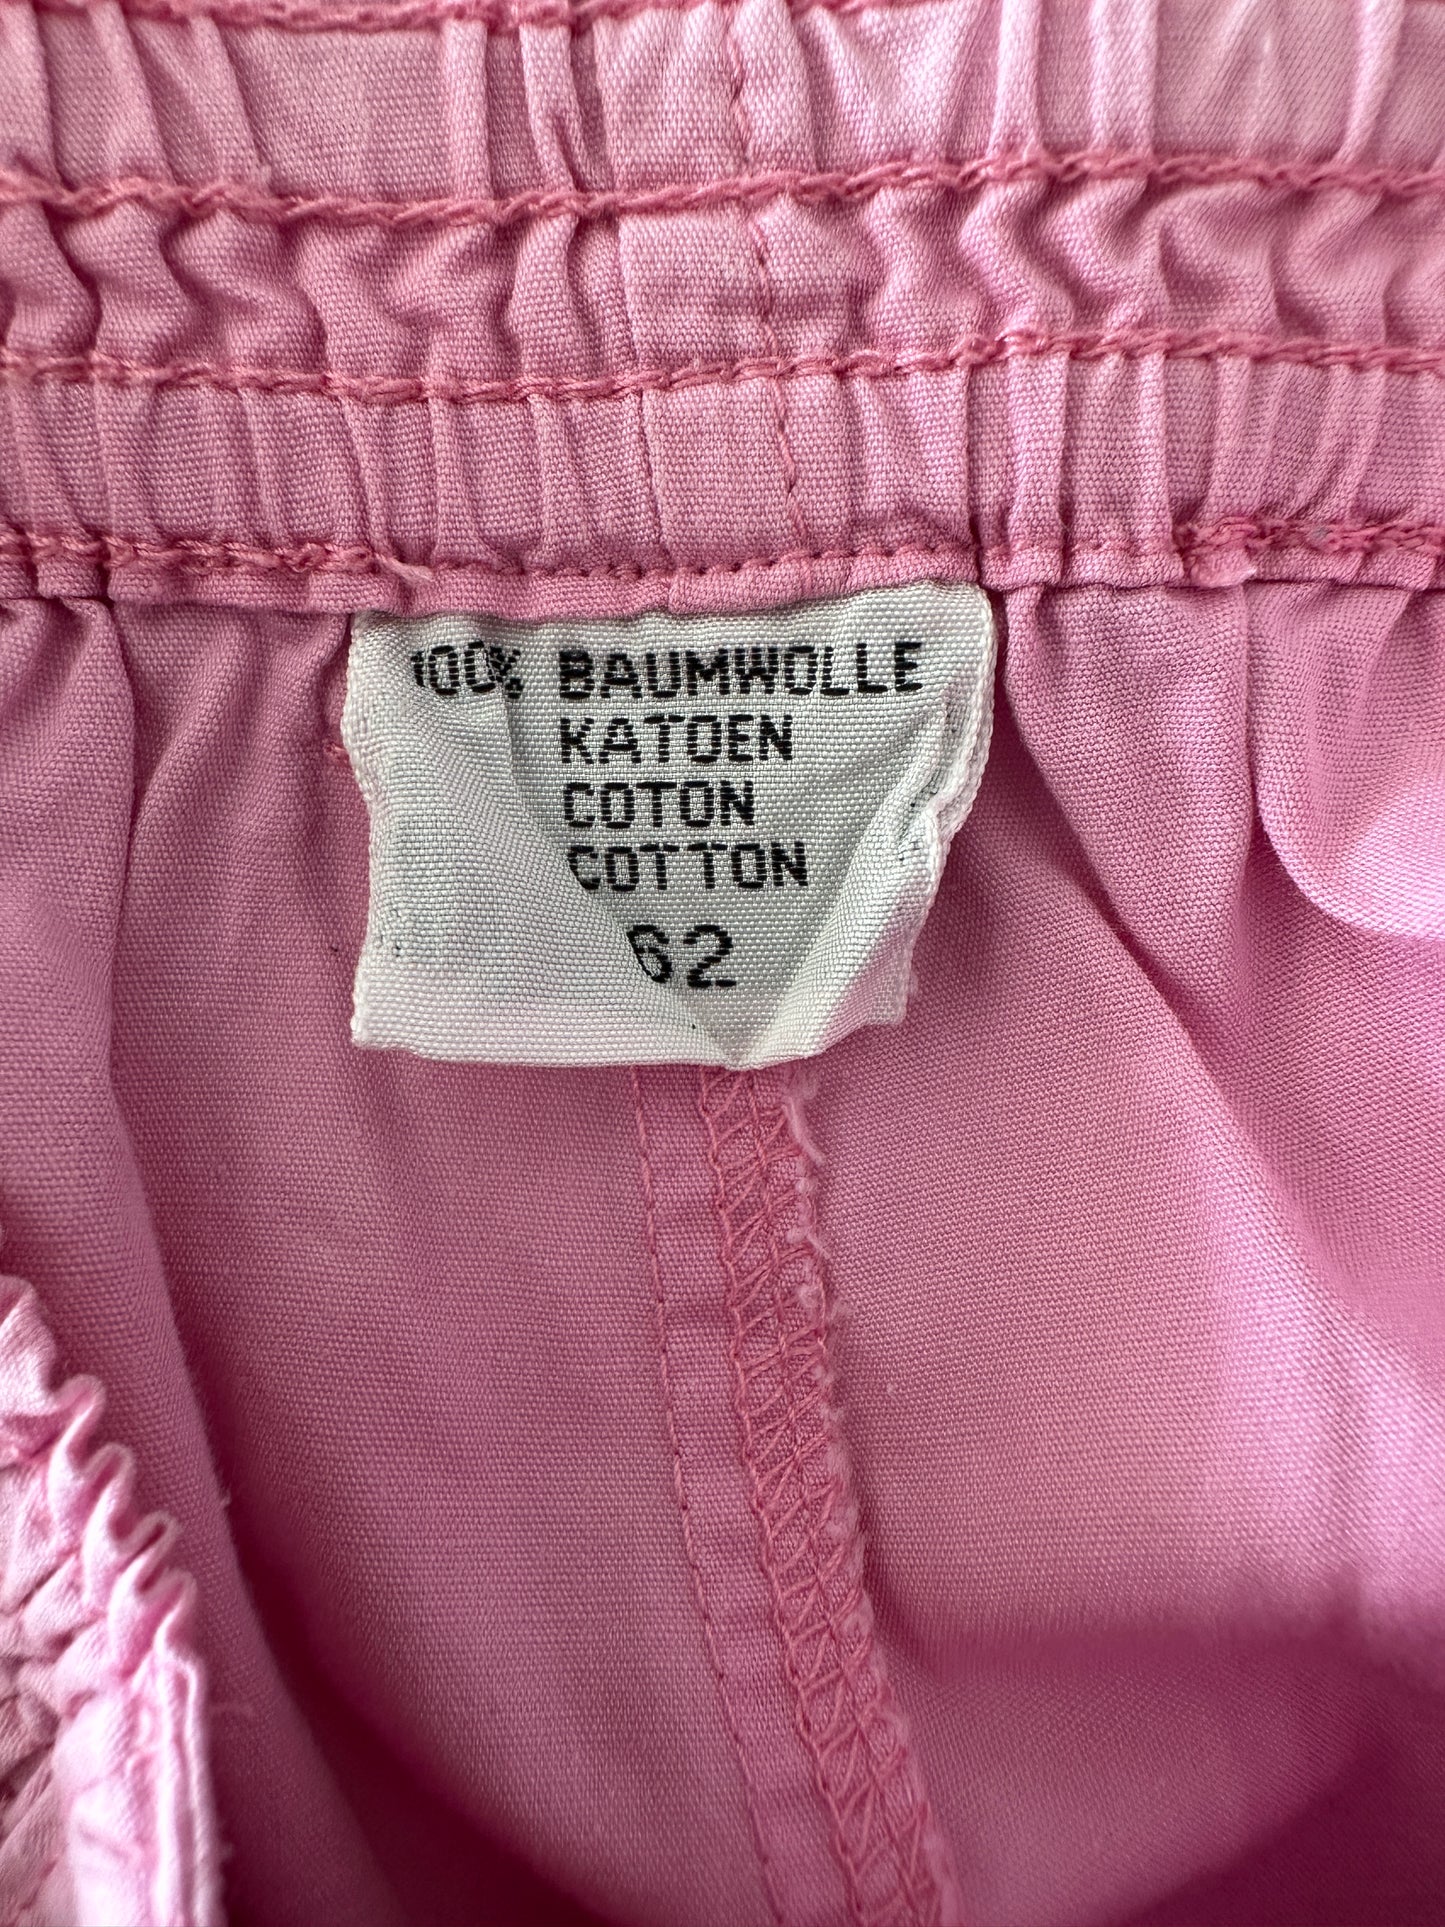 100% BAUMWOLLE
KATOEN
COTON
COTTON
62